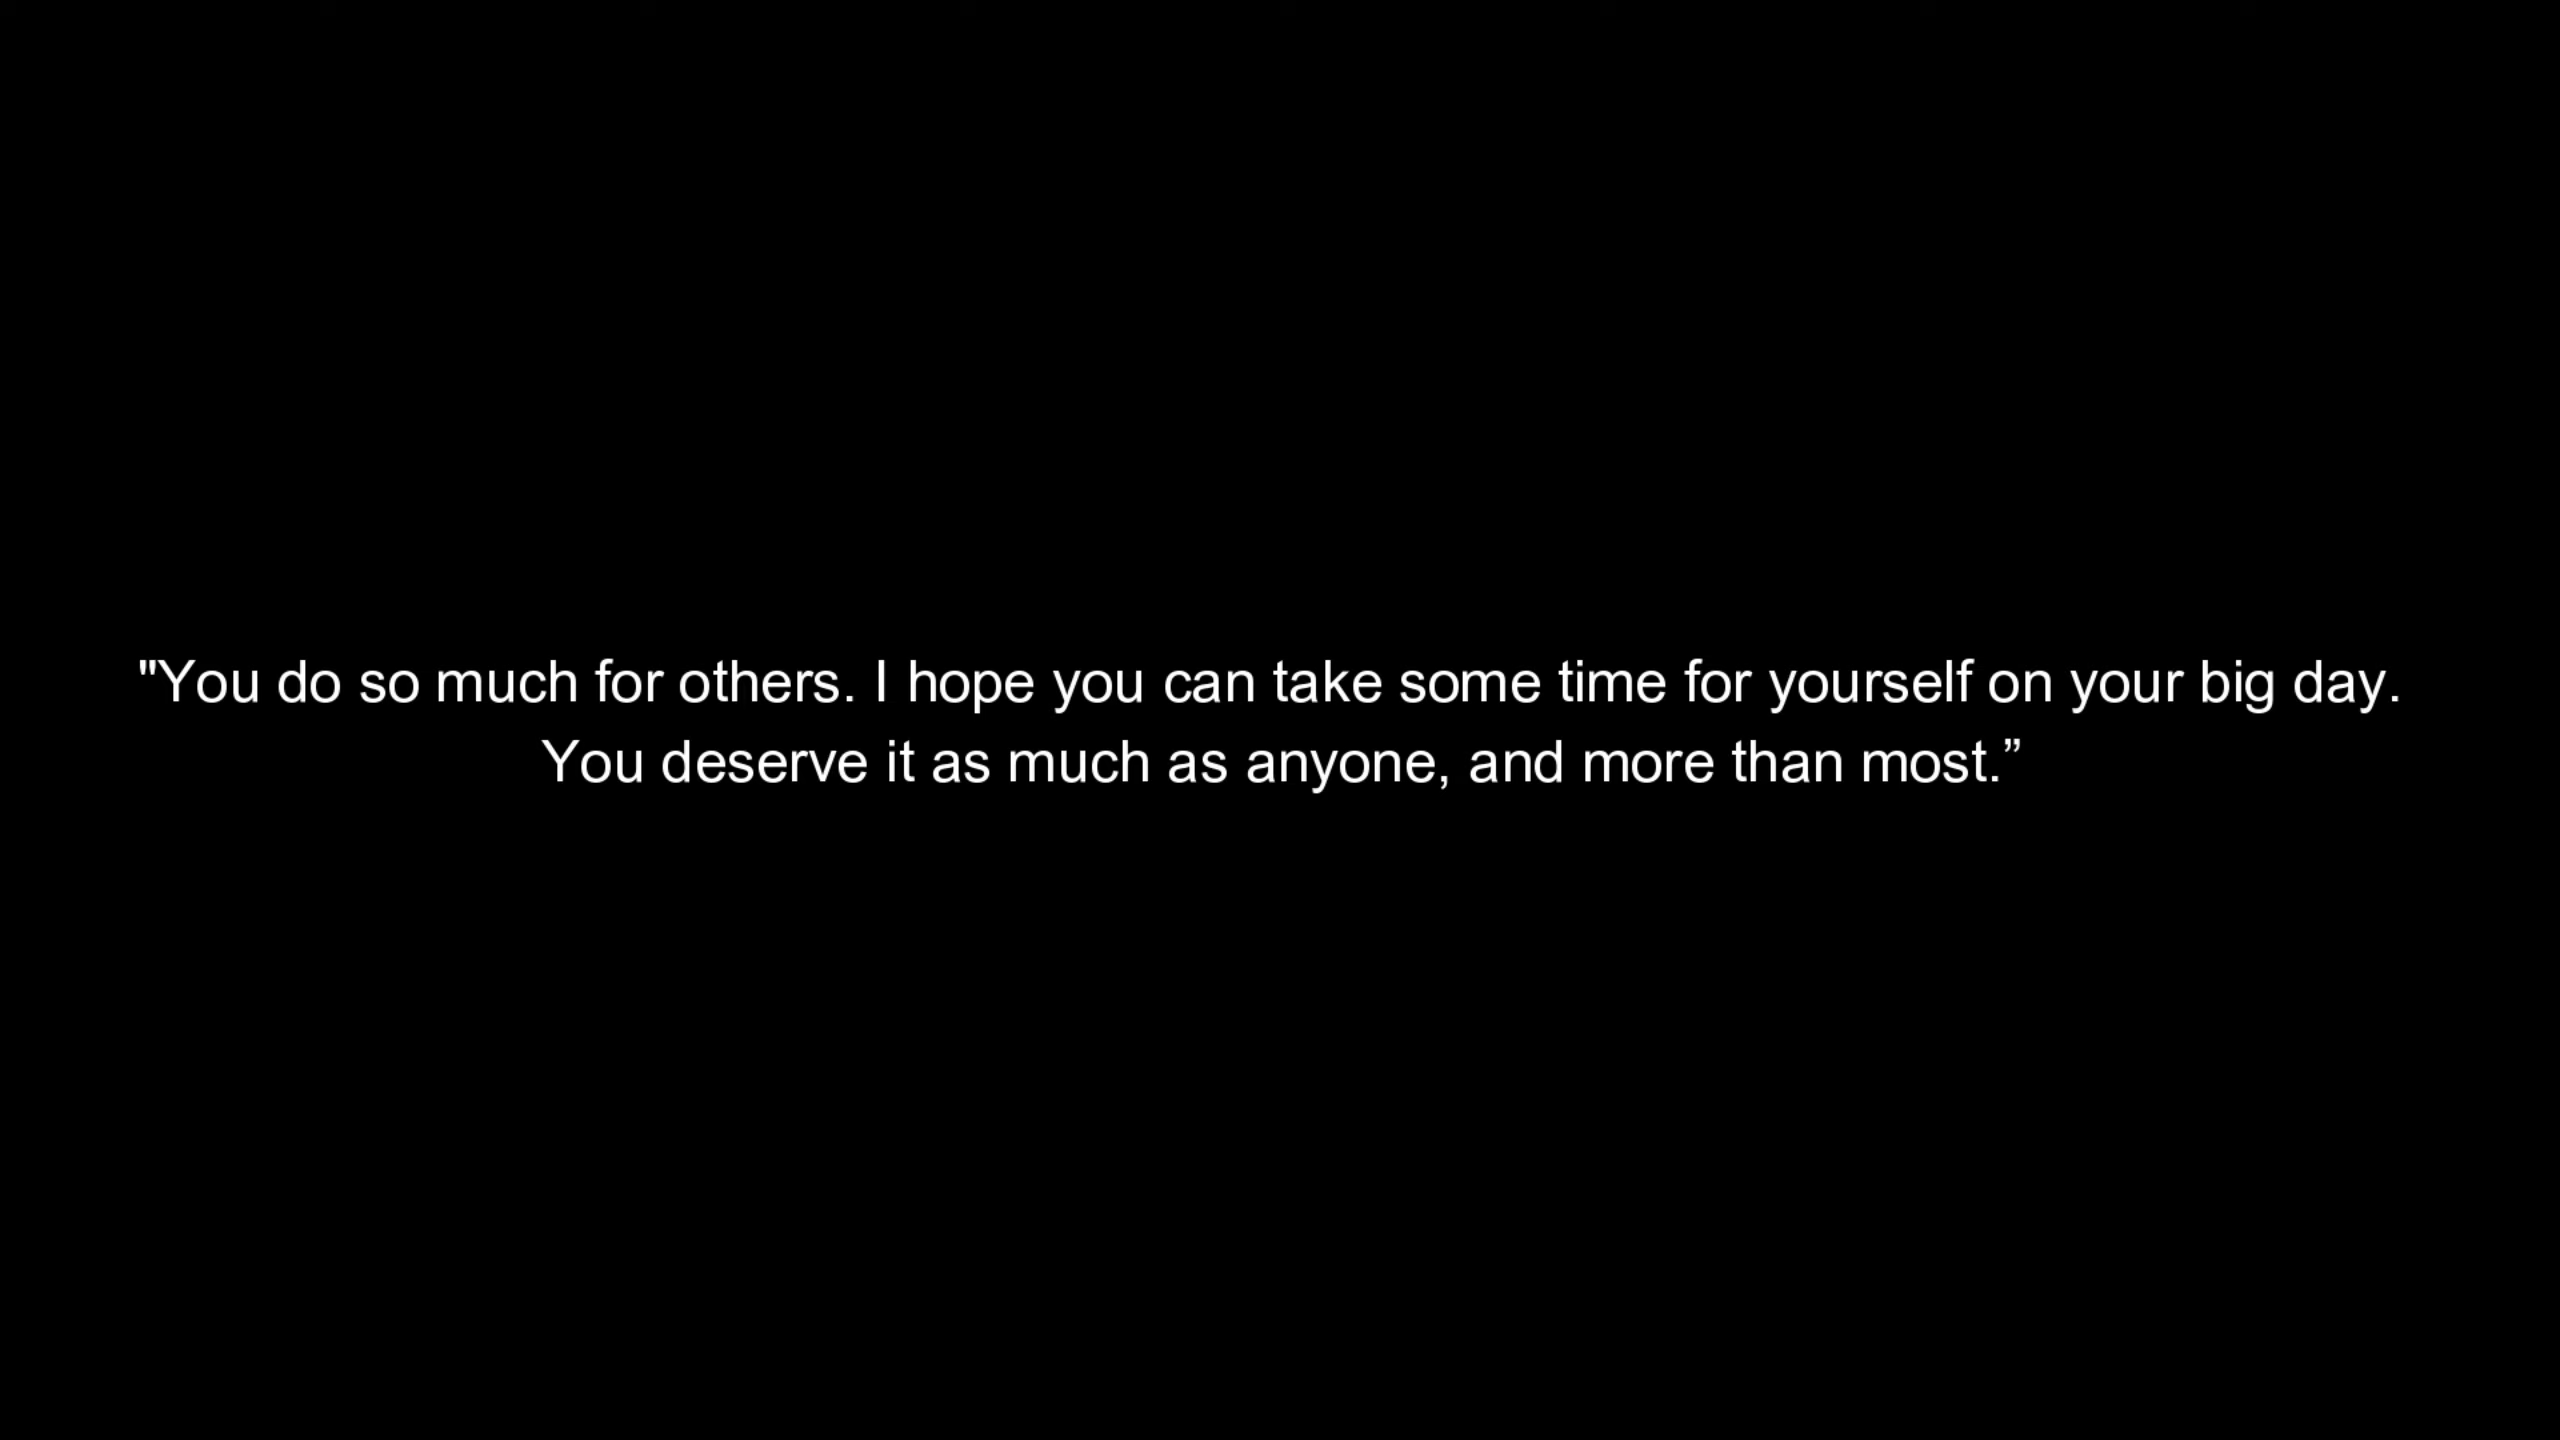 "You do so much for others. I hope you can take some time for yourself on your big day.
You deserve it as much as anyone, and more than most.”